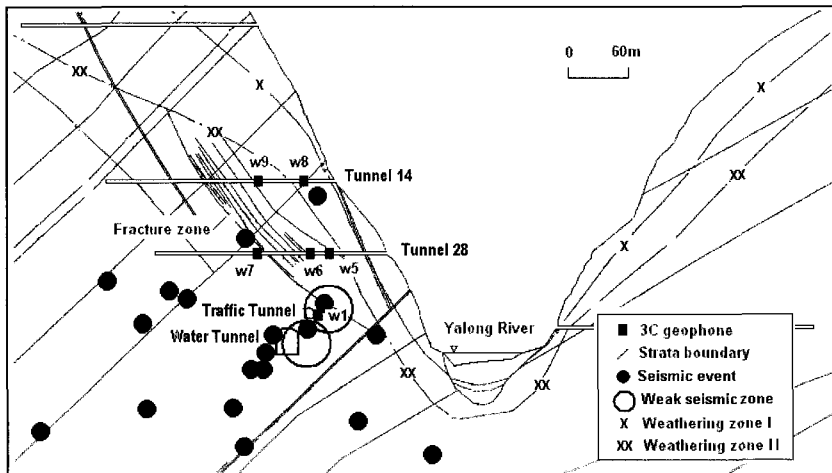 0 60m
X
XX
X
XX
XX
w9
w8
Tunnel 14
X
Fracture zone
Tunnel 28
w7
w6
w5
Traffic Tunnel
w1
Water Tunnel
Yalong River
XX
XX
3C geophone
Strata boundary
Seismic event
Weak seismic zone
X Weathering zone I
XX Weathering zone II